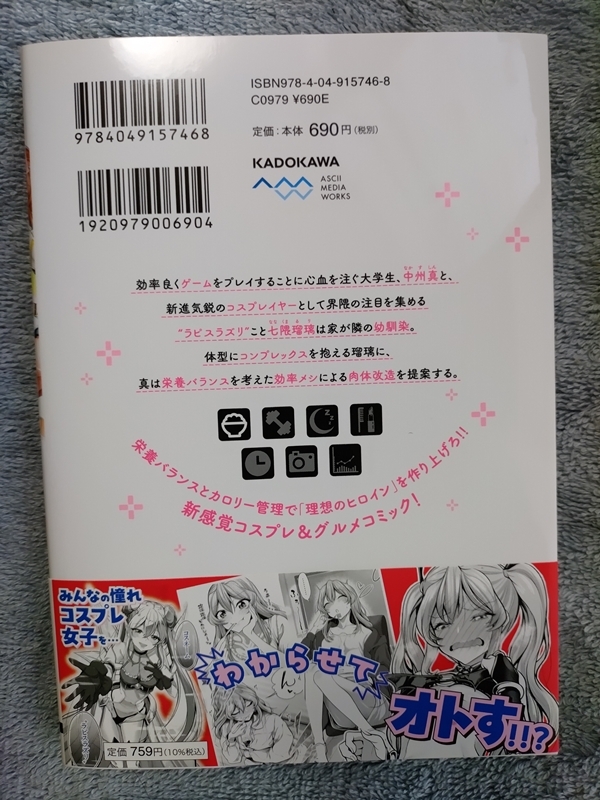 ISBN978-4-04-915746-8
C0979 ¥690E
9784049157468
定価:本体 690円(税別)
KADOKAWA
ASCII
MEDIA
WORKS
1920979006904
効率良くゲームをプレイすることに心血を注ぐ大学生、中州真と、
新進気鋭のコスプレイヤーとして界隈の注目を集める
“ラピスラズリ”こと七隈瑠璃は家が隣の幼馴染。
体型にコンプレックスを抱える瑠璃に、
真は栄養バランスを考えた効率メシによる肉体改造を提案する。
栄養バランスとカロリー管理で「理想のヒロイン」を作り上げろ!!
新感覚コスプレ&グルメコミック!
みんなの憧れ
コスプレ
女子を…
わからせて
オトす!!?
定価 759円(10%税込)